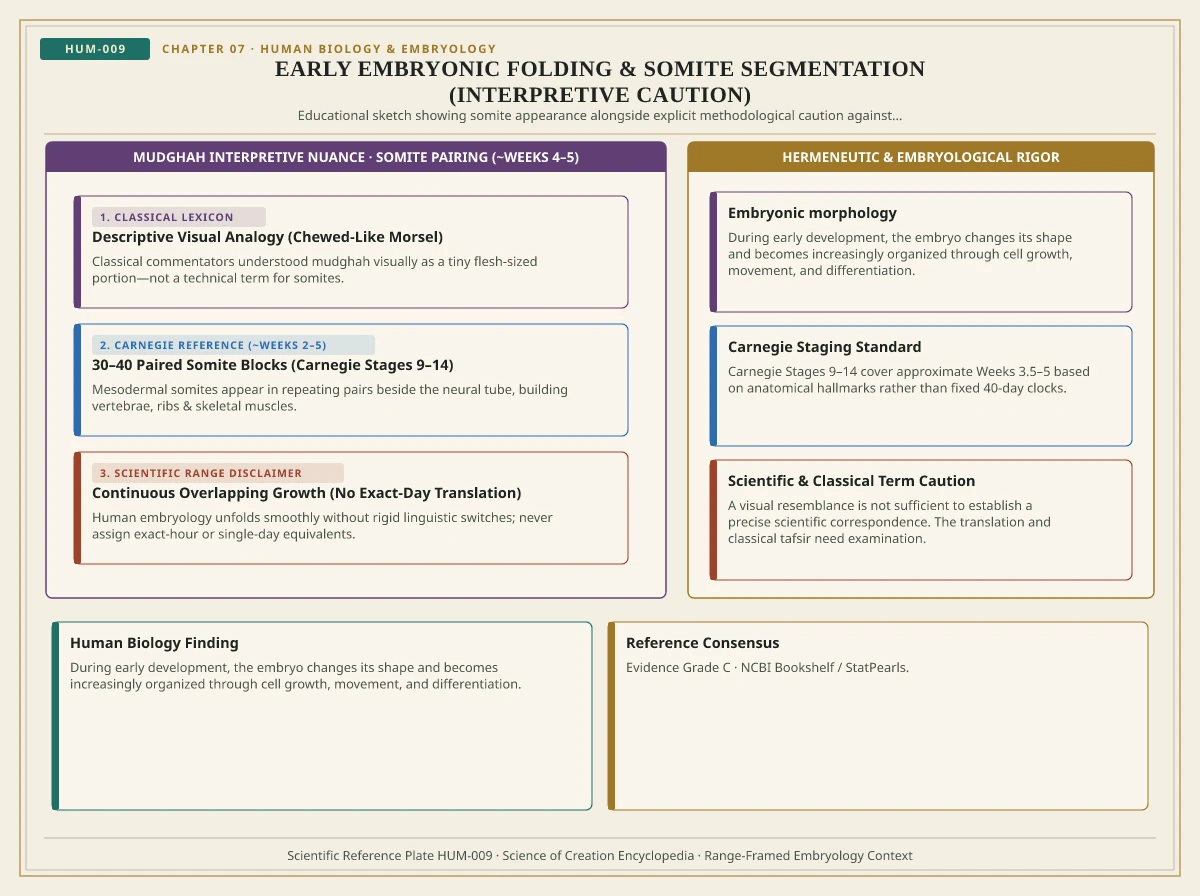 HUM-009
CHAPTER 07 · HUMAN BIOLOGY & EMBRYOLOGY
EARLY EMBRYONIC FOLDING & SOMITE SEGMENTATION
(INTERPRETIVE CAUTION)
Educational sketch showing somite appearance alongside explicit methodological caution against...
MUDGHAH INTERPRETIVE NUANCE · SOMITE PAIRING (~WEEKS 4–5)
1. CLASSICAL LEXICON
Descriptive Visual Analogy (Chewed-Like Morsel)
Classical commentators understood mudghah visually as a tiny flesh-sized
portion—not a technical term for somites.
2. CARNEGIE REFERENCE (~WEEKS 2–5)
30–40 Paired Somite Blocks (Carnegie Stages 9–14)
Mesodermal somites appear in repeating pairs beside the neural tube, building
vertebrae, ribs & skeletal muscles.
3. SCIENTIFIC RANGE DISCLAIMER
Continuous Overlapping Growth (No Exact-Day Translation)
Human embryology unfolds smoothly without rigid linguistic switches; never
assign exact-hour or single-day equivalents.
HERMENEUTIC & EMBRYOLOGICAL RIGOR
Embryonic morphology
During early development, the embryo changes its shape
and becomes increasingly organized through cell growth,
movement, and differentiation.
Carnegie Staging Standard
Carnegie Stages 9–14 cover approximate Weeks 3.5–5 based
on anatomical hallmarks rather than fixed 40-day clocks.
Scientific & Classical Term Caution
A visual resemblance is not sufficient to establish a
precise scientific correspondence. The translation and
classical tafsir need examination.
Human Biology Finding
During early development, the embryo changes its shape and becomes
increasingly organized through cell growth, movement, and differentiation.
Reference Consensus
Evidence Grade C · NCBI Bookshelf / StatPearls.
Scientific Reference Plate HUM-009 · Science of Creation Encyclopedia · Range-Framed Embryology Context